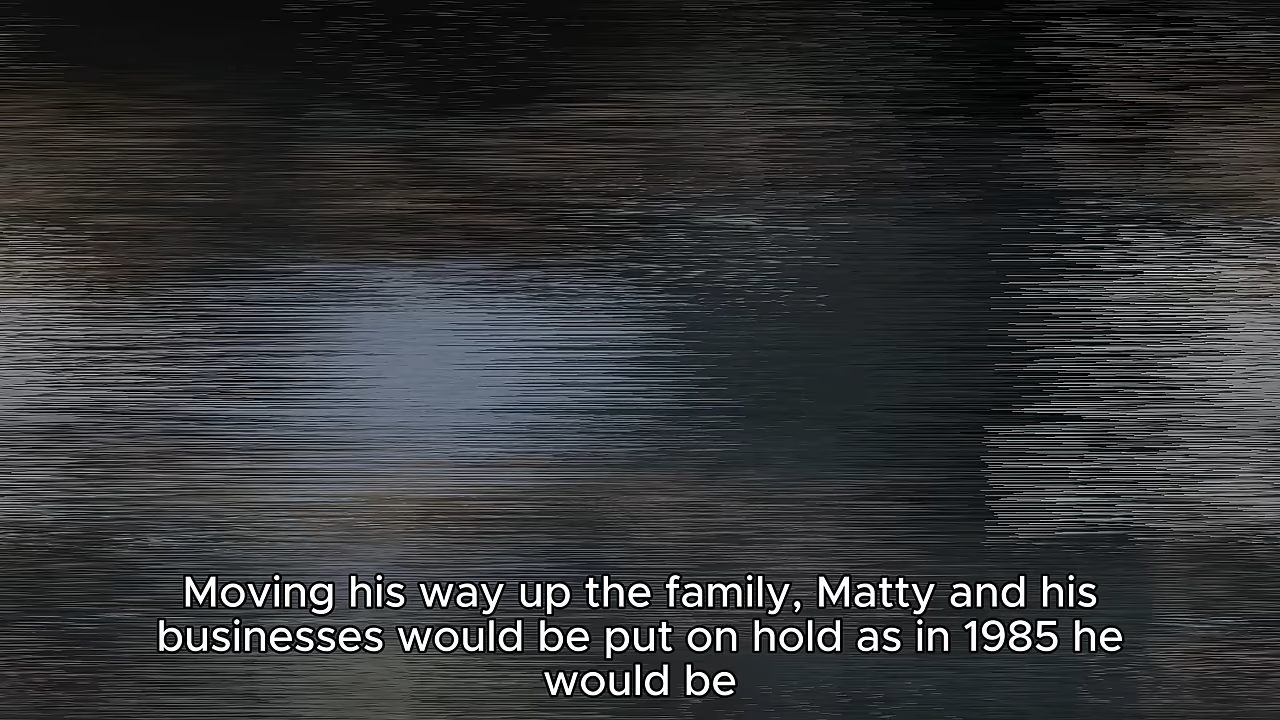 Moving his way up the family, Matty and his
businesses would be put on hold as in 1985 he
would be